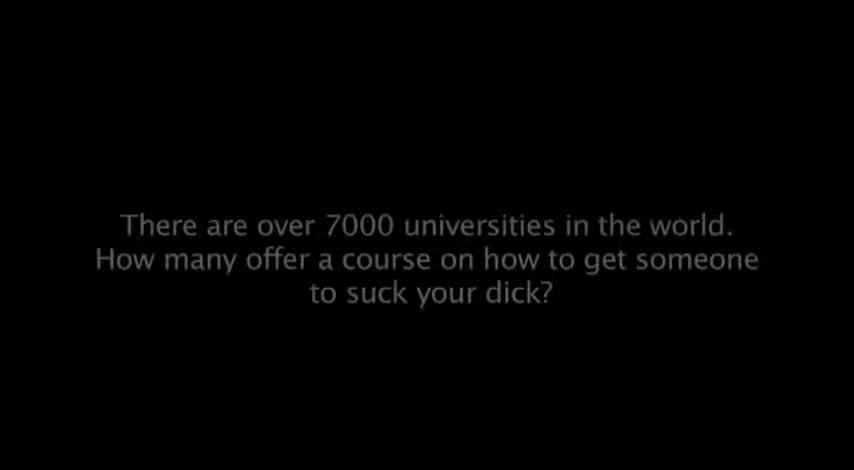 There are over 7000 universities in the world.
How many offer a course on how to get someone
to suck your dick?